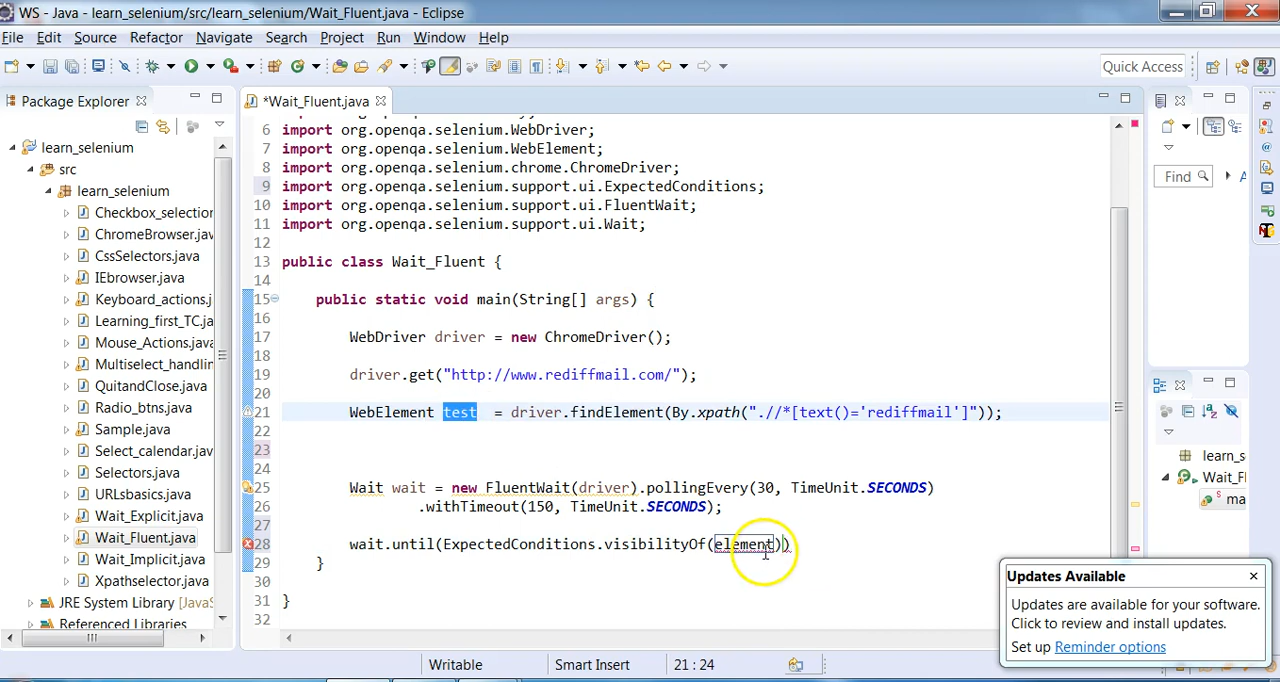 WS - Java - learn_selenium/src/learn_selenium/Wait_Fluent.java - Eclipse
File Edit Source Refactor Navigate Search Project Run Window Help
Quick Access
Package Explorer
learn_selenium
src
learn_selenium
Checkbox_selection
ChromeBrowser.jav
CssSelectors.java
IEbrowser.java
Keyboard_actions.j
Learning_first_TC.ja
Mouse_Actions.jav
Multiselect_handlin
QuitandClose.java
Radio_btns.java
Sample.java
Select_calendar.java
Selectors.java
URLsbasics.java
Wait_Explicit.java
Wait_Fluent.java
Wait_Implicit.java
Xpathselector.java
JRE System Library [JavaS
Referenced Libraries
*Wait_Fluent.java
6 import org.openqa.selenium.WebDriver;
7 import org.openqa.selenium.WebElement;
8 import org.openqa.selenium.chrome.ChromeDriver;
9 import org.openqa.selenium.support.ui.ExpectedConditions;
10 import org.openqa.selenium.support.ui.FluentWait;
11 import org.openqa.selenium.support.ui.Wait;
12
13 public class Wait_Fluent {
14
15 public static void main(String[] args) {
16
17 WebDriver driver = new ChromeDriver();
18
19 driver.get("http://www.rediffmail.com/");
20
21 WebElement test = driver.findElement(By.xpath(".//*[text()='rediffmail']"));
22
23
24
25 Wait wait = new FluentWait(driver).pollingEvery(30, TimeUnit.SECONDS)
26 .withTimeout(150, TimeUnit.SECONDS);
27
28 wait.until(ExpectedConditions.visibilityOf(element))
29 }
30
31 }
32
Find
A
learn_s
Wait_Fl
ma
Updates Available
Updates are available for your software.
Click to review and install updates.
Set up Reminder options
Writable Smart Insert 21 : 24